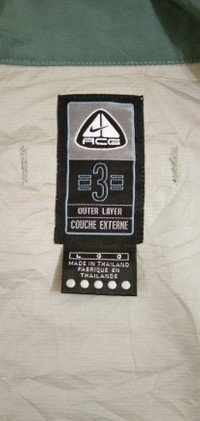 ACG
3
OUTER LAYER
COUCHE EXTERNE
L G G
MADE IN THAILAND
FABRIQUE EN
THAILANDE